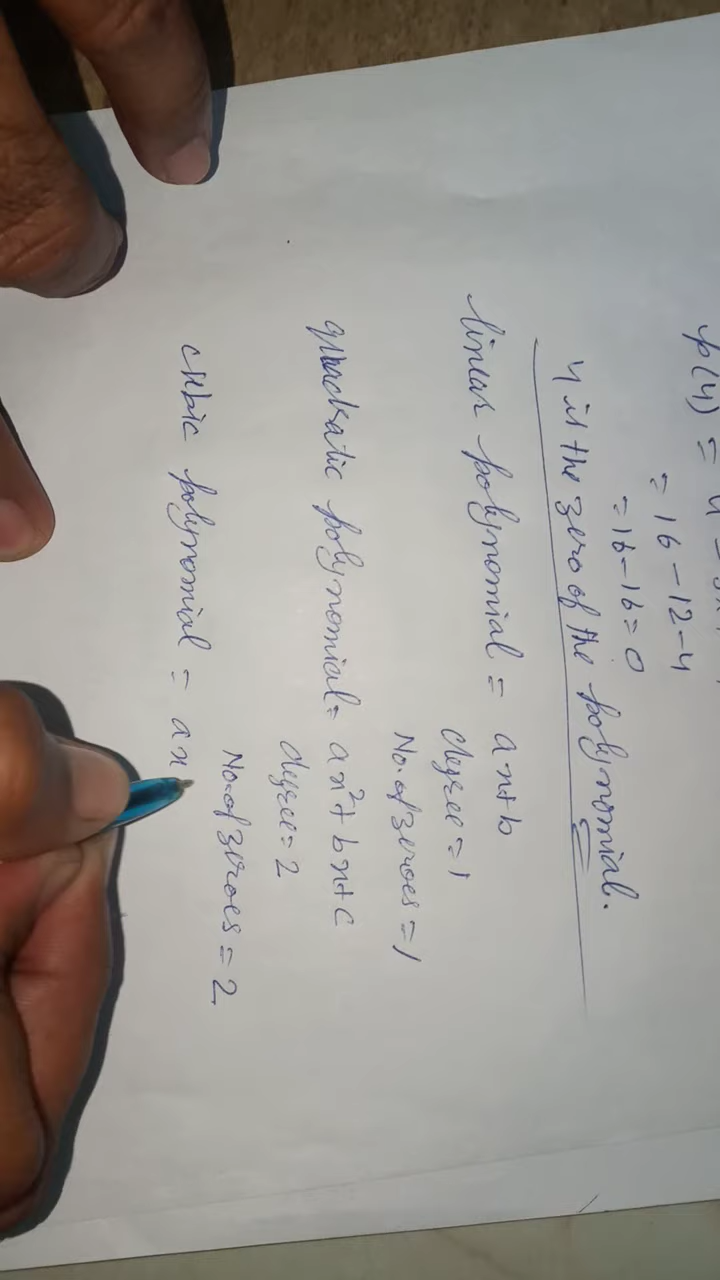 p(4) = 4
= 16 - 12 - 4
= 16 - 16 = 0
4 is the zero of the polynomial.
linear polynomial = ax+b
degree = 1
No. of zeroes = 1
quadratic polynomial = ax²+bx+c
degree = 2
No. of zeroes = 2
cubic polynomial = ax